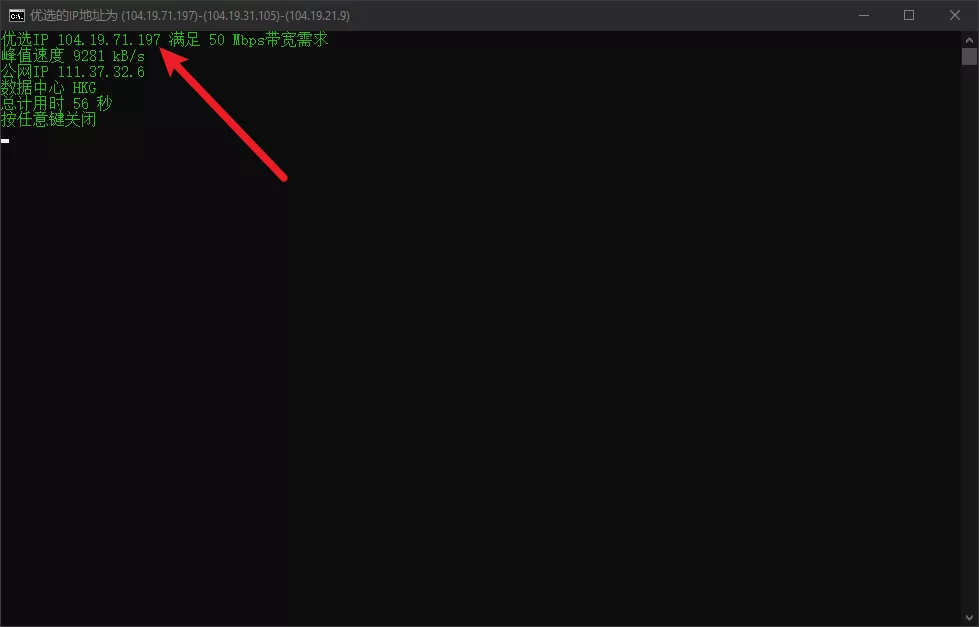 优选的IP地址为 (104.19.71.197)-(104.19.31.105)-(104.19.21.9)
优选IP 104.19.71.197 满足 50 Mbps带宽需求
峰值速度 9281 kB/s
公网IP 111.37.32.6
数据中心 HKG
总计用时 56 秒
按任意键关闭